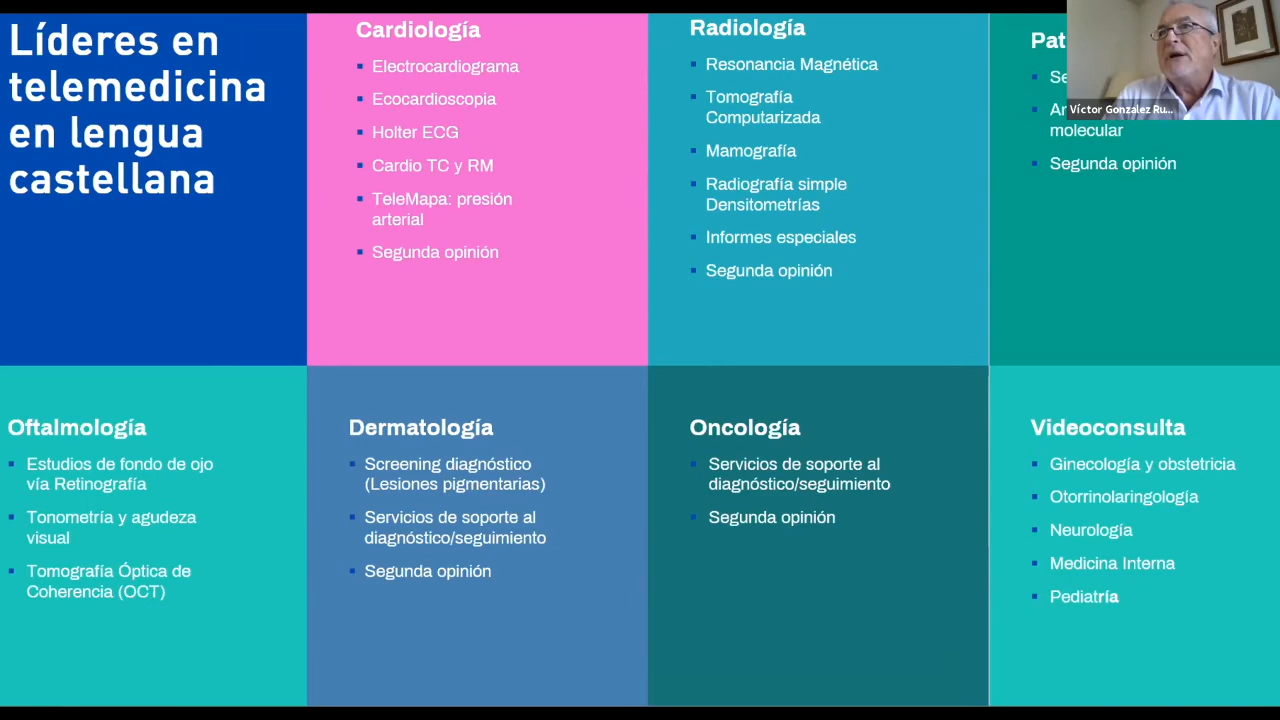 Líderes en
telemedicina
en lengua
castellana
Cardiología
Electrocardiograma
Ecocardioscopia
Holter ECG
Cardio TC y RM
TeleMapa: presión
arterial
Segunda opinión
Radiología
Resonancia Magnética
Tomografía
Computarizada
Mamografía
Radiografía simple
Densitometrías
Informes especiales
Segunda opinión
molecular
Segunda opinión
Víctor Gonzalez Ru...
Oftalmología
Estudios de fondo de ojo
vía Retinografía
Tonometría y agudeza
visual
Tomografía Óptica de
Coherencia (OCT)
Dermatología
Screening diagnóstico
(Lesiones pigmentarias)
Servicios de soporte al
diagnóstico/seguimiento
Segunda opinión
Oncología
Servicios de soporte al
diagnóstico/seguimiento
Segunda opinión
Videoconsulta
Ginecología y obstetricia
Otorrinolaringología
Neurología
Medicina Interna
Pediatría